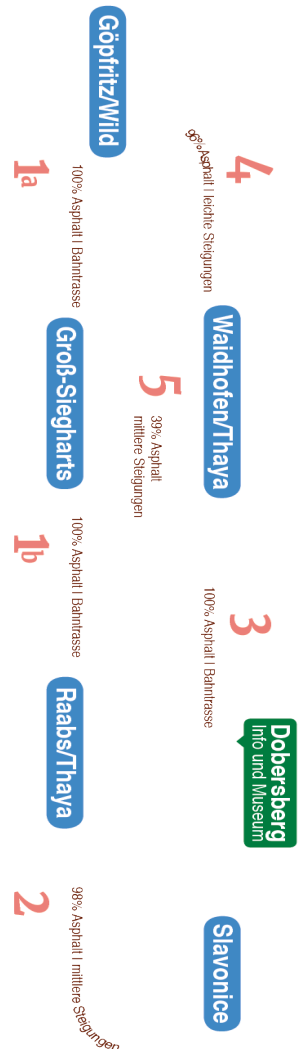 Göpfritz/Wild
4
96% Asphalt | leichte Steigungen
Waidhofen/Thaya
3
100% Asphalt | Bahntrasse
Dobersberg
Info und Museum
Slavonice
5
39% Asphalt
mittlere Steigungen
1a
100% Asphalt | Bahntrasse
Groß-Siegharts
1b
100% Asphalt | Bahntrasse
Raabs/Thaya
2
98% Asphalt | mittlere Steigungen